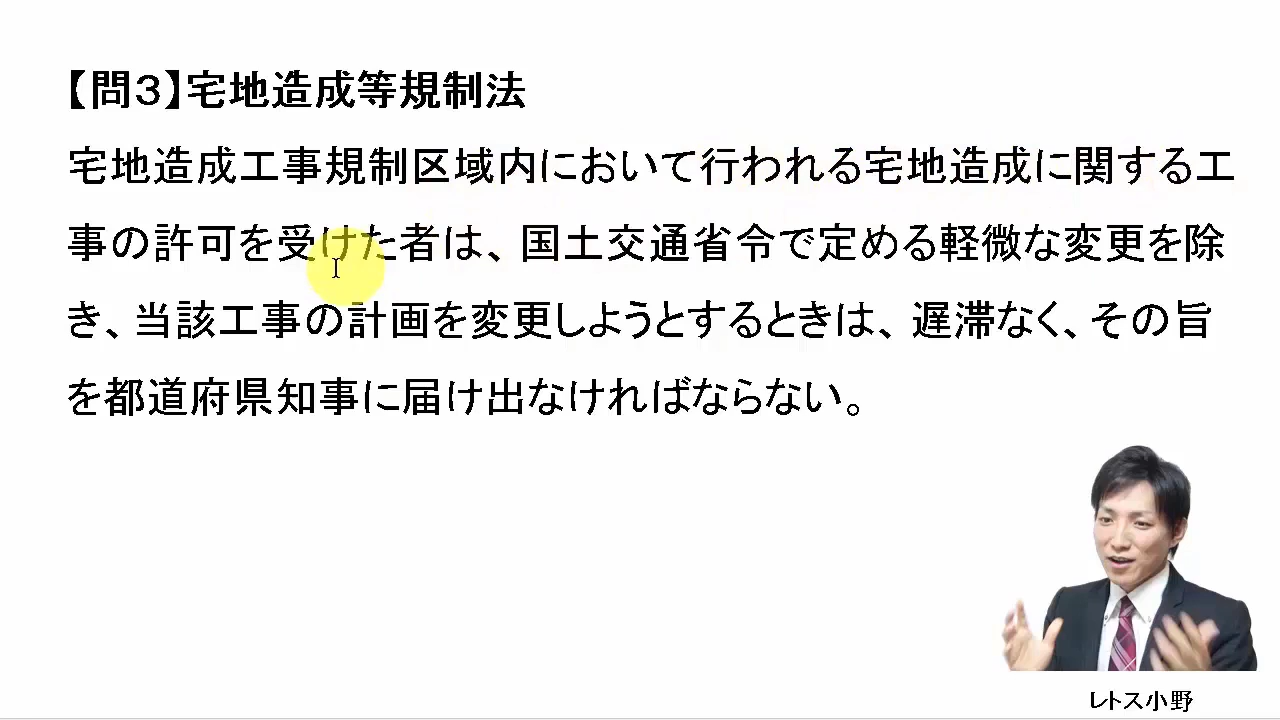 【問３】宅地造成等規制法
宅地造成工事規制区域内において行われる宅地造成に関する工
事の許可を受けた者は、国土交通省令で定める軽微な変更を除
き、当該工事の計画を変更しようとするときは、遅滞なく、その旨
を都道府県知事に届け出なければならない。
レトス小野